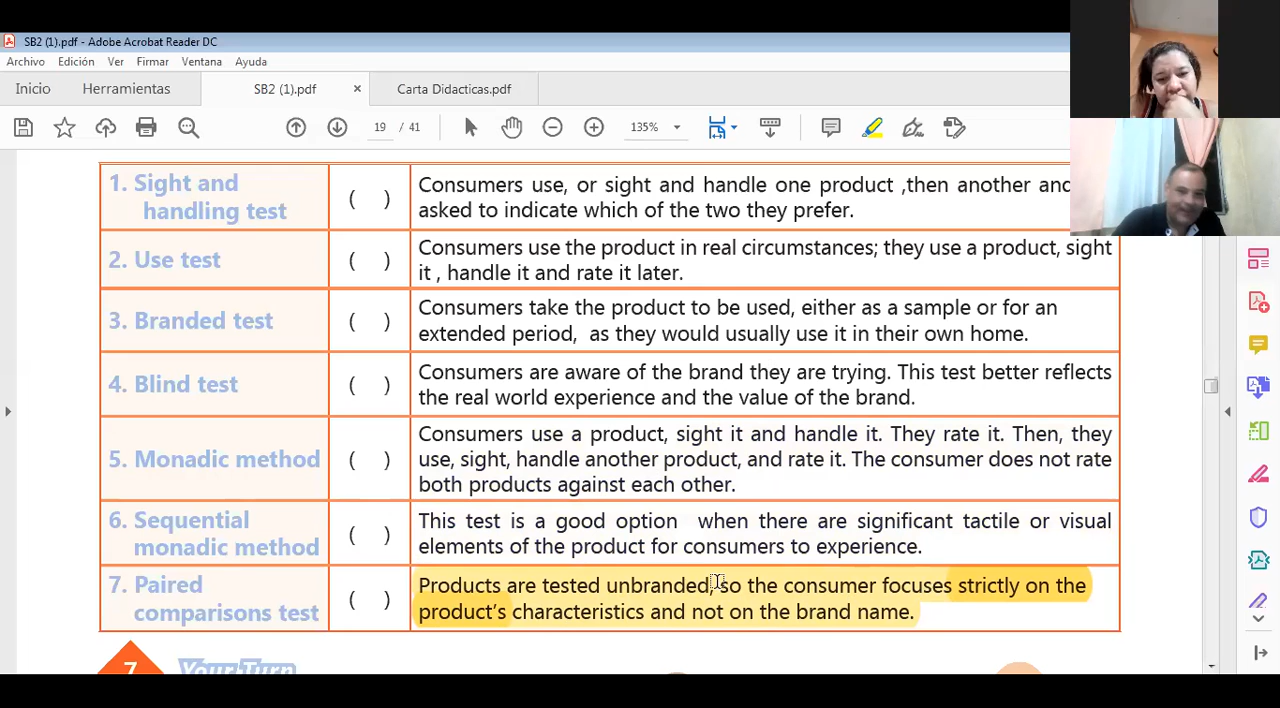 SB2 (1).pdf - Adobe Acrobat Reader DC
Archivo Edición Ver Firmar Ventana Ayuda
Inicio Herramientas SB2 (1).pdf × Carta Didacticas.pdf
19 / 41 135%
1. Sight and
handling test
( )
Consumers use, or sight and handle one product ,then another and
asked to indicate which of the two they prefer.
2. Use test
( )
Consumers use the product in real circumstances; they use a product, sight
it , handle it and rate it later.
3. Branded test
( )
Consumers take the product to be used, either as a sample or for an
extended period, as they would usually use it in their own home.
4. Blind test
( )
Consumers are aware of the brand they are trying. This test better reflects
the real world experience and the value of the brand.
5. Monadic method
( )
Consumers use a product, sight it and handle it. They rate it. Then, they
use, sight, handle another product, and rate it. The consumer does not rate
both products against each other.
6. Sequential
monadic method
( )
This test is a good option when there are significant tactile or visual
elements of the product for consumers to experience.
7. Paired
comparisons test
( )
Products are tested unbranded, so the consumer focuses strictly on the
product's characteristics and not on the brand name.
7 Your Turn